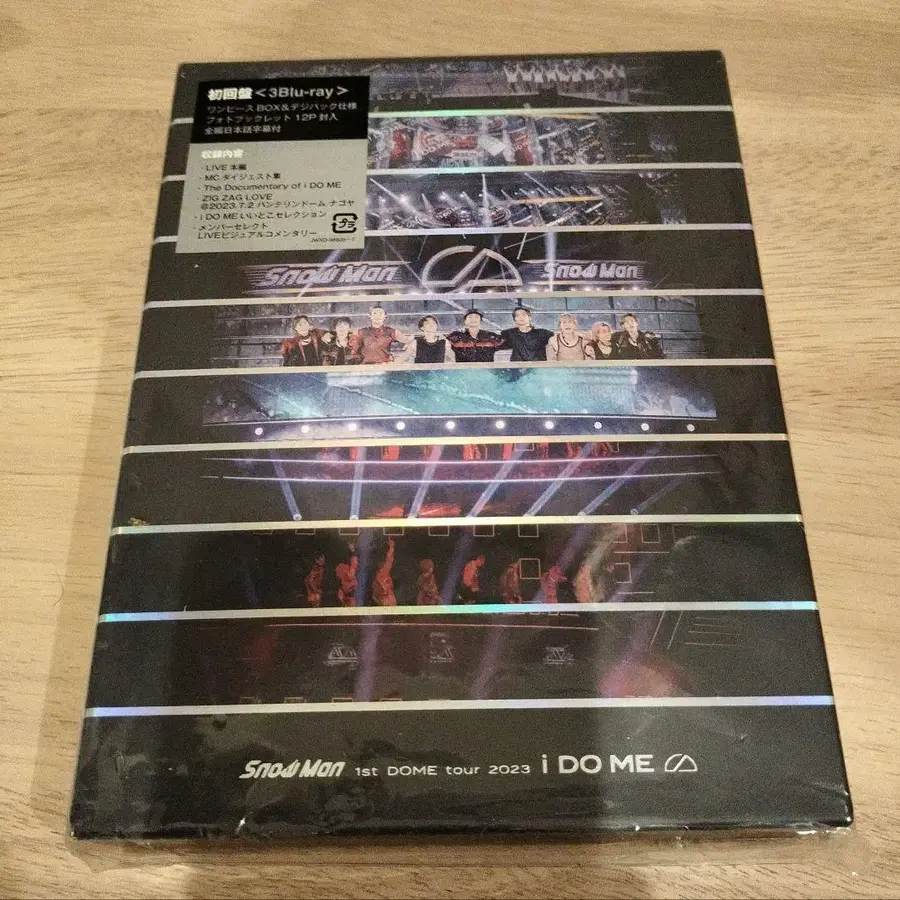 初回盤<3Blu-ray>
ワンピースBOX&デジパック仕様
フォトブックレット 12P 封入
全編日本語字幕付
収録内容
・LIVE 本編
・MC ダイジェスト集
・The Documentary of i DO ME
・ZIG ZAG LOVE
@2023.7.2 バンテリンドーム ナゴヤ
・i DO ME いいとこセレクション
・メンバーセレクト
LIVEビジュアルコメンタリー
プラ
Snow Man
Snow Man
Snow Man 1st DOME tour 2023 i DO ME